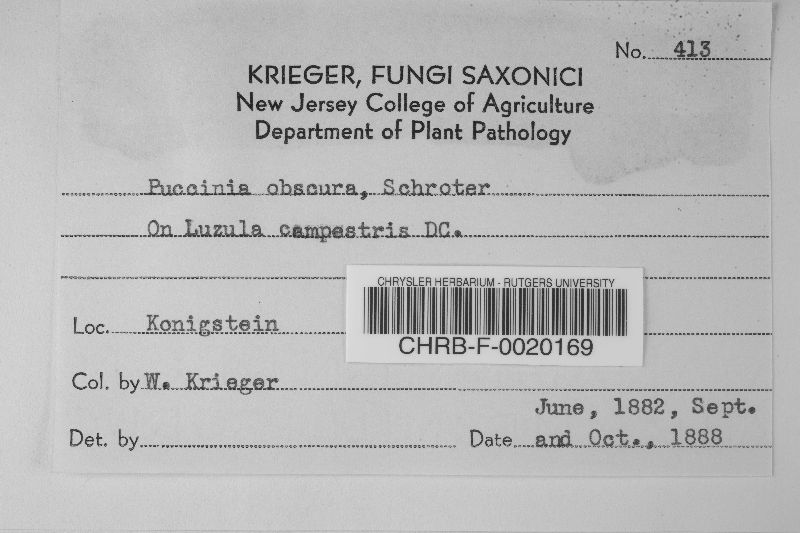 No. 413
KRIEGER, FUNGI SAXONICI
New Jersey College of Agriculture
Department of Plant Pathology
Puccinia obscura, Schroter
On Luzula campestris DC.
CHRYSLER HERBARIUM - RUTGERS UNIVERSITY
CHRB-F-0020169
Loc. Konigstein
Col. by W. Krieger
June, 1882, Sept.
Det. by Date and Oct., 1888